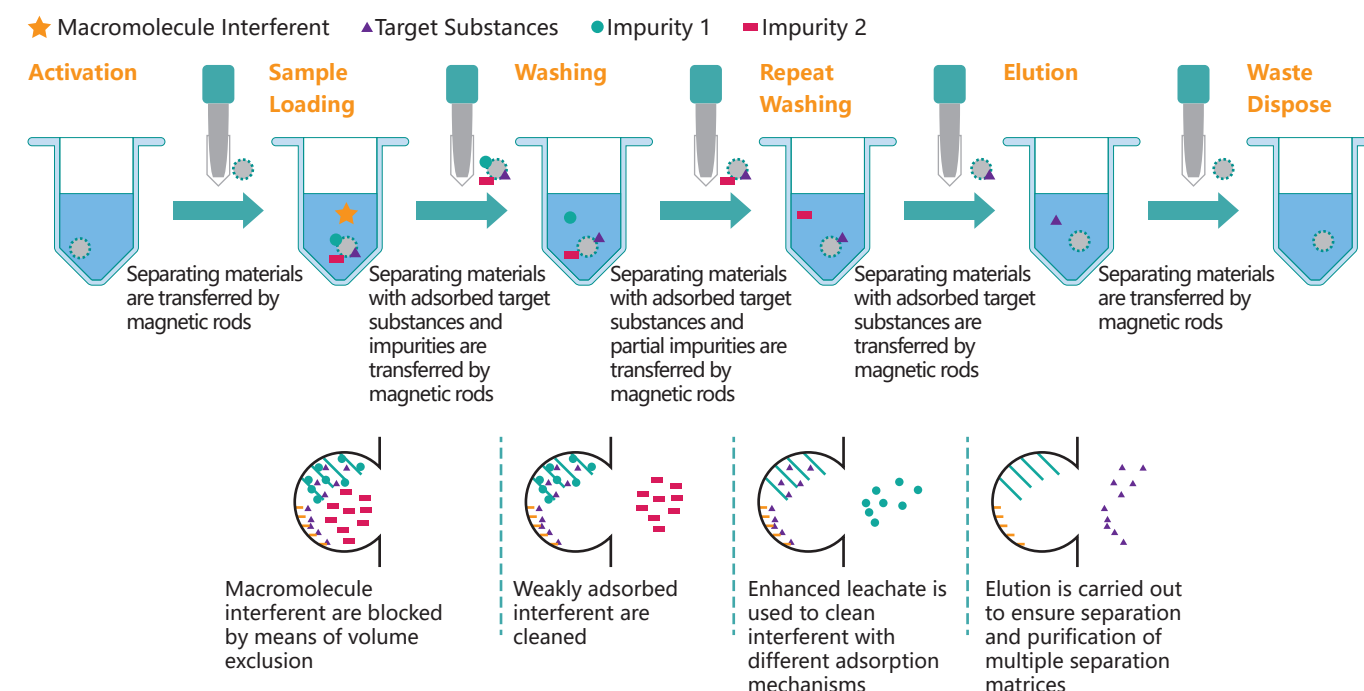 Macromolecule Interferent Target Substances Impurity 1 Impurity 2
Activation
Sample
Loading
Washing
Repeat
Washing
Elution
Waste
Dispose
Separating materials
are transferred by
magnetic rods
Separating materials
with adsorbed target
substances and
impurities are
transferred by
magnetic rods
Separating materials
with adsorbed target
substances and
partial impurities are
transferred by
magnetic rods
Separating materials
with adsorbed target
substances are
transferred by
magnetic rods
Separating materials
are transferred by
magnetic rods
Macromolecule
interferent are blocked
by means of volume
exclusion
Weakly adsorbed
interferent are
cleaned
Enhanced leachate is
used to clean
interferent with
different adsorption
mechanisms
Elution is carried out
to ensure separation
and purification of
multiple separation
matrices